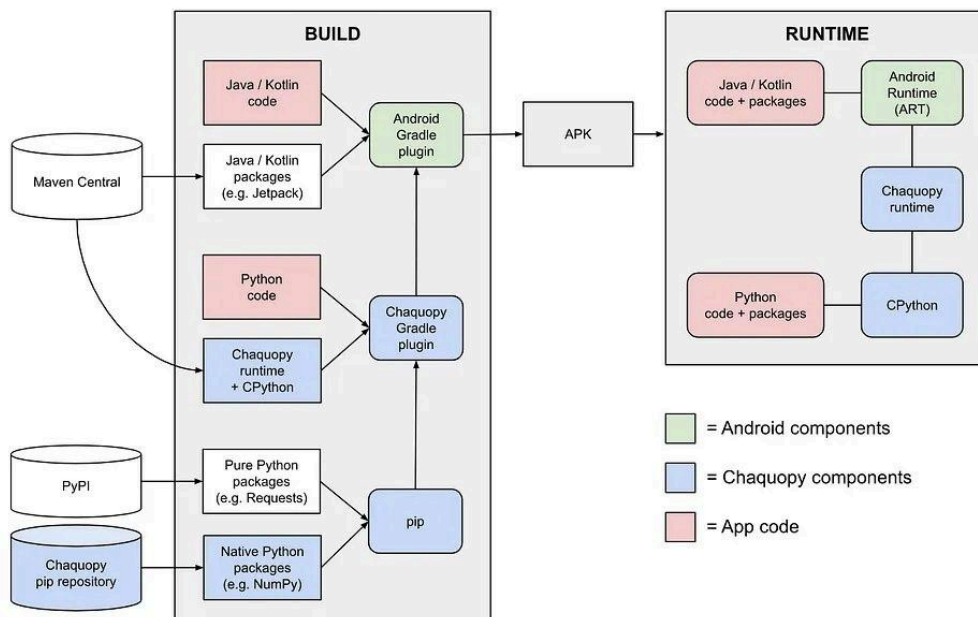 BUILD
RUNTIME
Java / Kotlin
code
Java / Kotlin
packages
(e.g. Jetpack)
Android
Gradle
plugin
Maven Central
Python
code
Chaquopy
runtime
+ CPython
Chaquopy
Gradle
plugin
PyPI
Pure Python
packages
(e.g. Requests)
Chaquopy
pip repository
Native Python
packages
(e.g. NumPy)
pip
APK
Java / Kotlin
code + packages
Android
Runtime
(ART)
Chaquopy
runtime
Python
code + packages
CPython
= Android components
= Chaquopy components
= App code